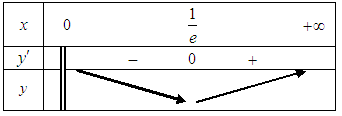 x 0 1/e +∞
y' − 0 +
y